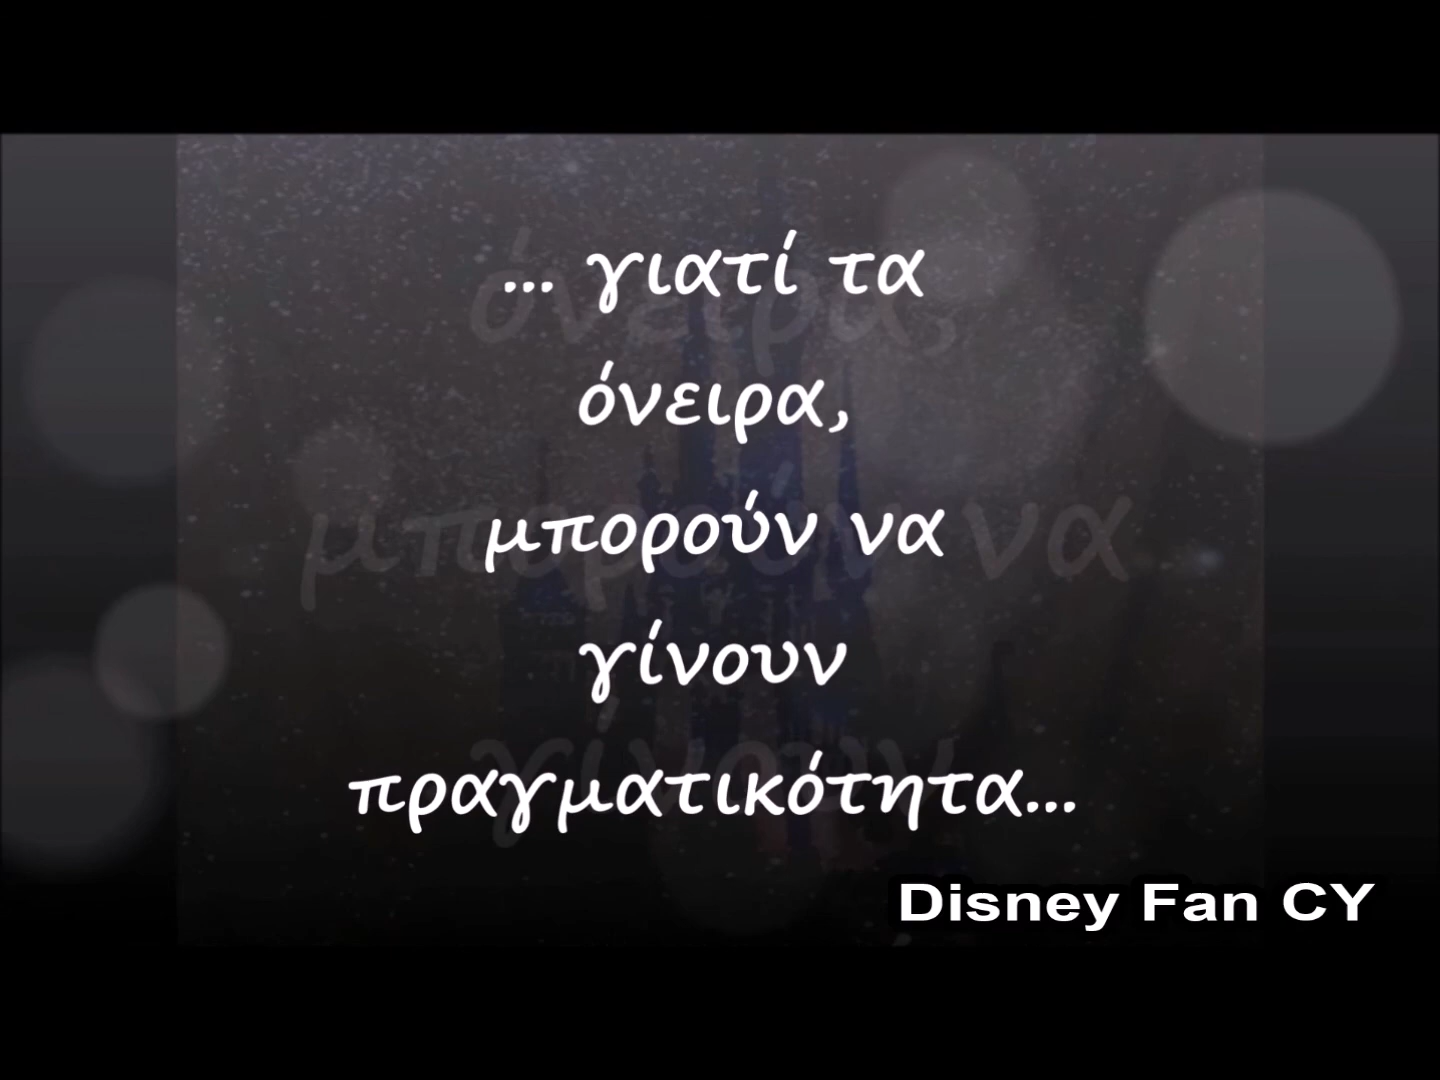 ... γιατί τα
όνειρα,
μπορούν να
γίνουν
πραγματικότητα...
Disney Fan CY